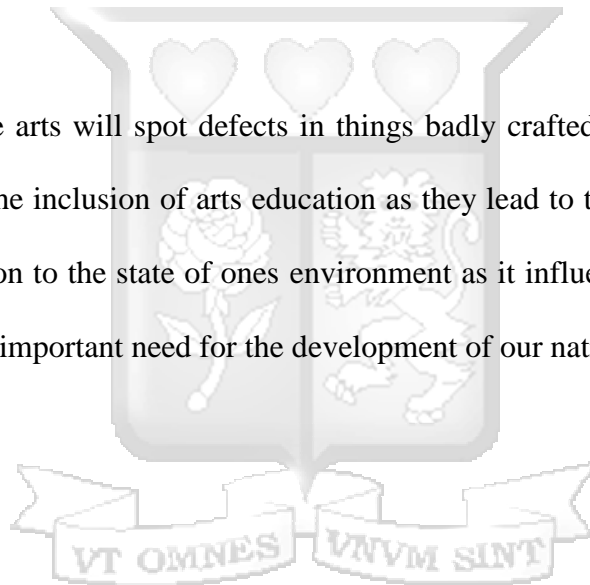 e arts will spot defects in things badly crafted
ne inclusion of arts education as they lead to t
on to the state of ones environment as it influe
important need for the development of our nat
VT OMNES VNVM SINT